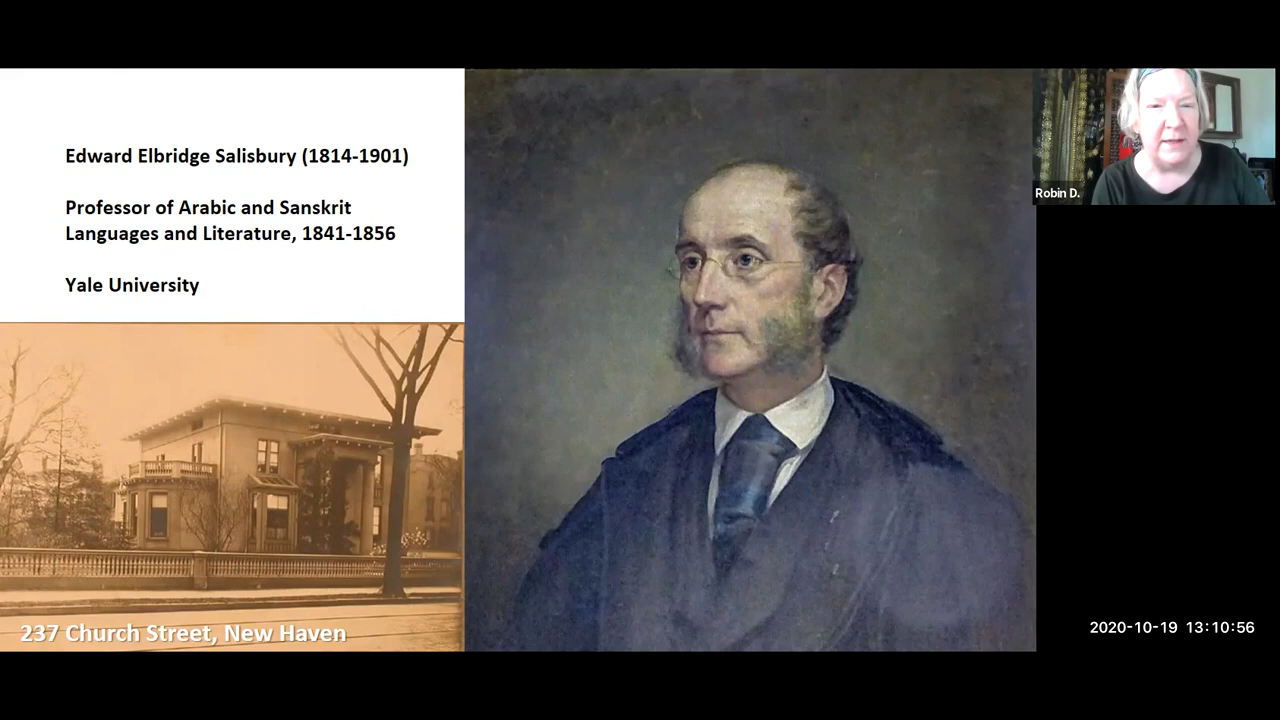 Edward Elbridge Salisbury (1814-1901)
Professor of Arabic and Sanskrit
Languages and Literature, 1841-1856
Yale University
237 Church Street, New Haven
Robin D.
2020-10-19 13:10:56